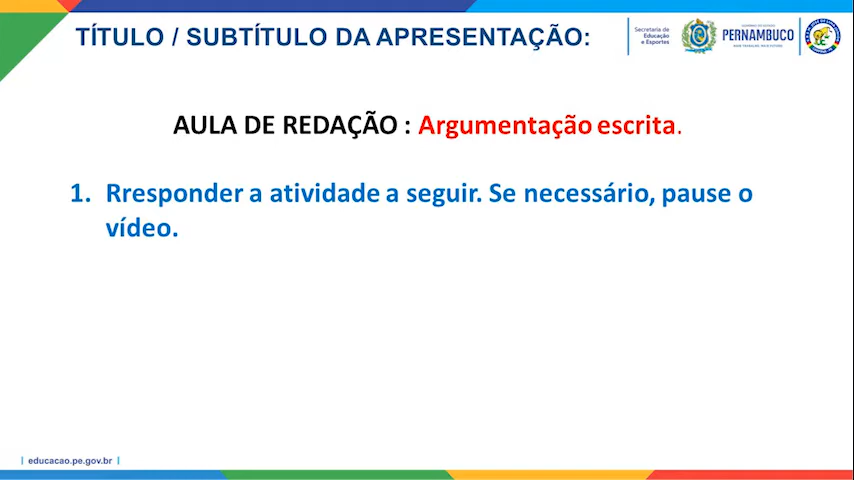 TÍTULO / SUBTÍTULO DA APRESENTAÇÃO:
Secretaria de
Educação
e Esportes
GOVERNO DO ESTADO
PERNAMBUCO
MAIS TRABALHO, MAIS FUTURO.
AULA DE REDAÇÃO : Argumentação escrita.
1. Rresponder a atividade a seguir. Se necessário, pause o
vídeo.
| educacao.pe.gov.br |